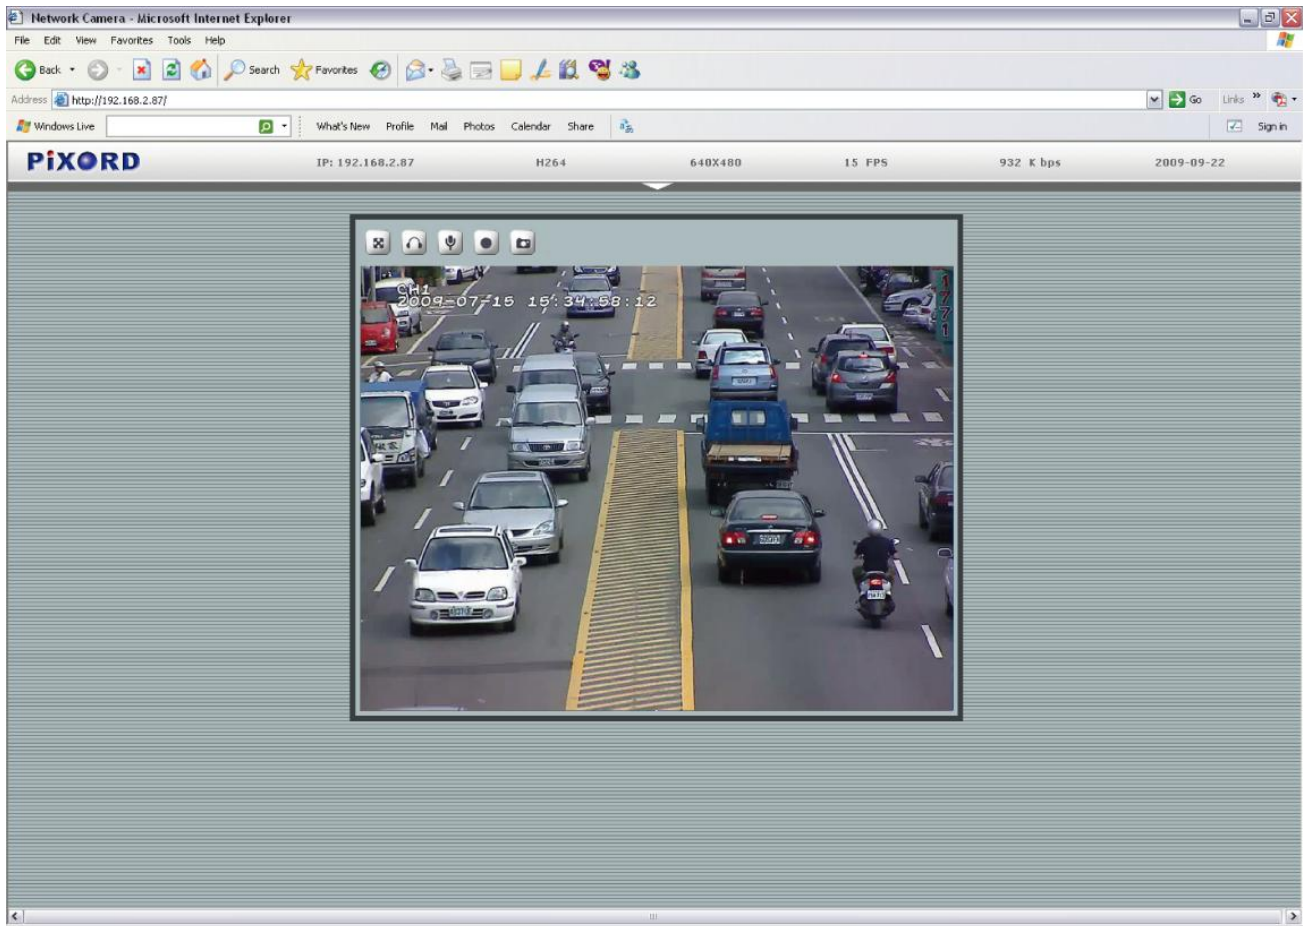 Network Camera - Microsoft Internet Explorer
File Edit View Favorites Tools Help
Back Search Favorites
Address http://192.168.2.87/ Go Links »
Windows Live What's New Profile Mail Photos Calendar Share Sign in
PiXORD IP: 192.168.2.87 H264 640X480 15 FPS 932 K bps 2009-09-22
CH1
2009-07-15 15:34:58:12
1771